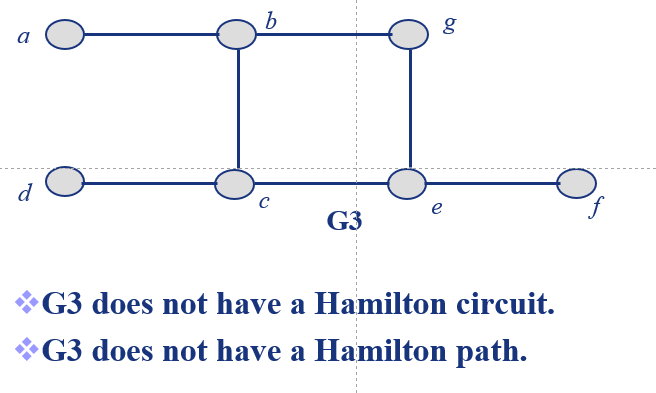 a b g
d c e f
G3
❖G3 does not have a Hamilton circuit.
❖G3 does not have a Hamilton path.